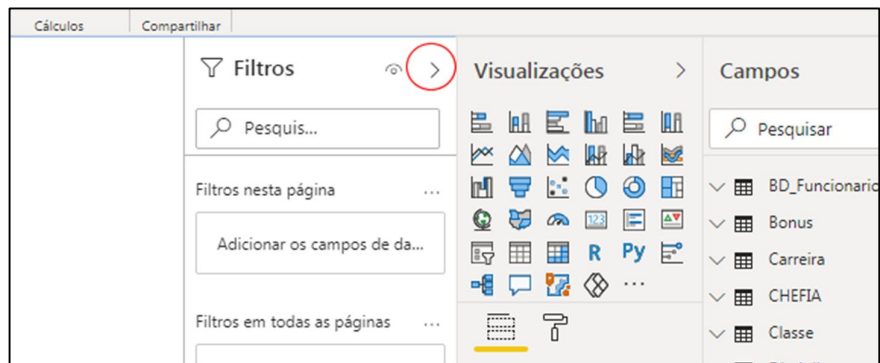 Cálculos
Compartilhar
Filtros
Pesquis...
Filtros nesta página
...
Adicionar os campos de da...
Filtros em todas as páginas
...
Visualizações
123
R
Py
...
Campos
Pesquisar
BD_Funcionario
Bonus
Carreira
CHEFIA
Classe